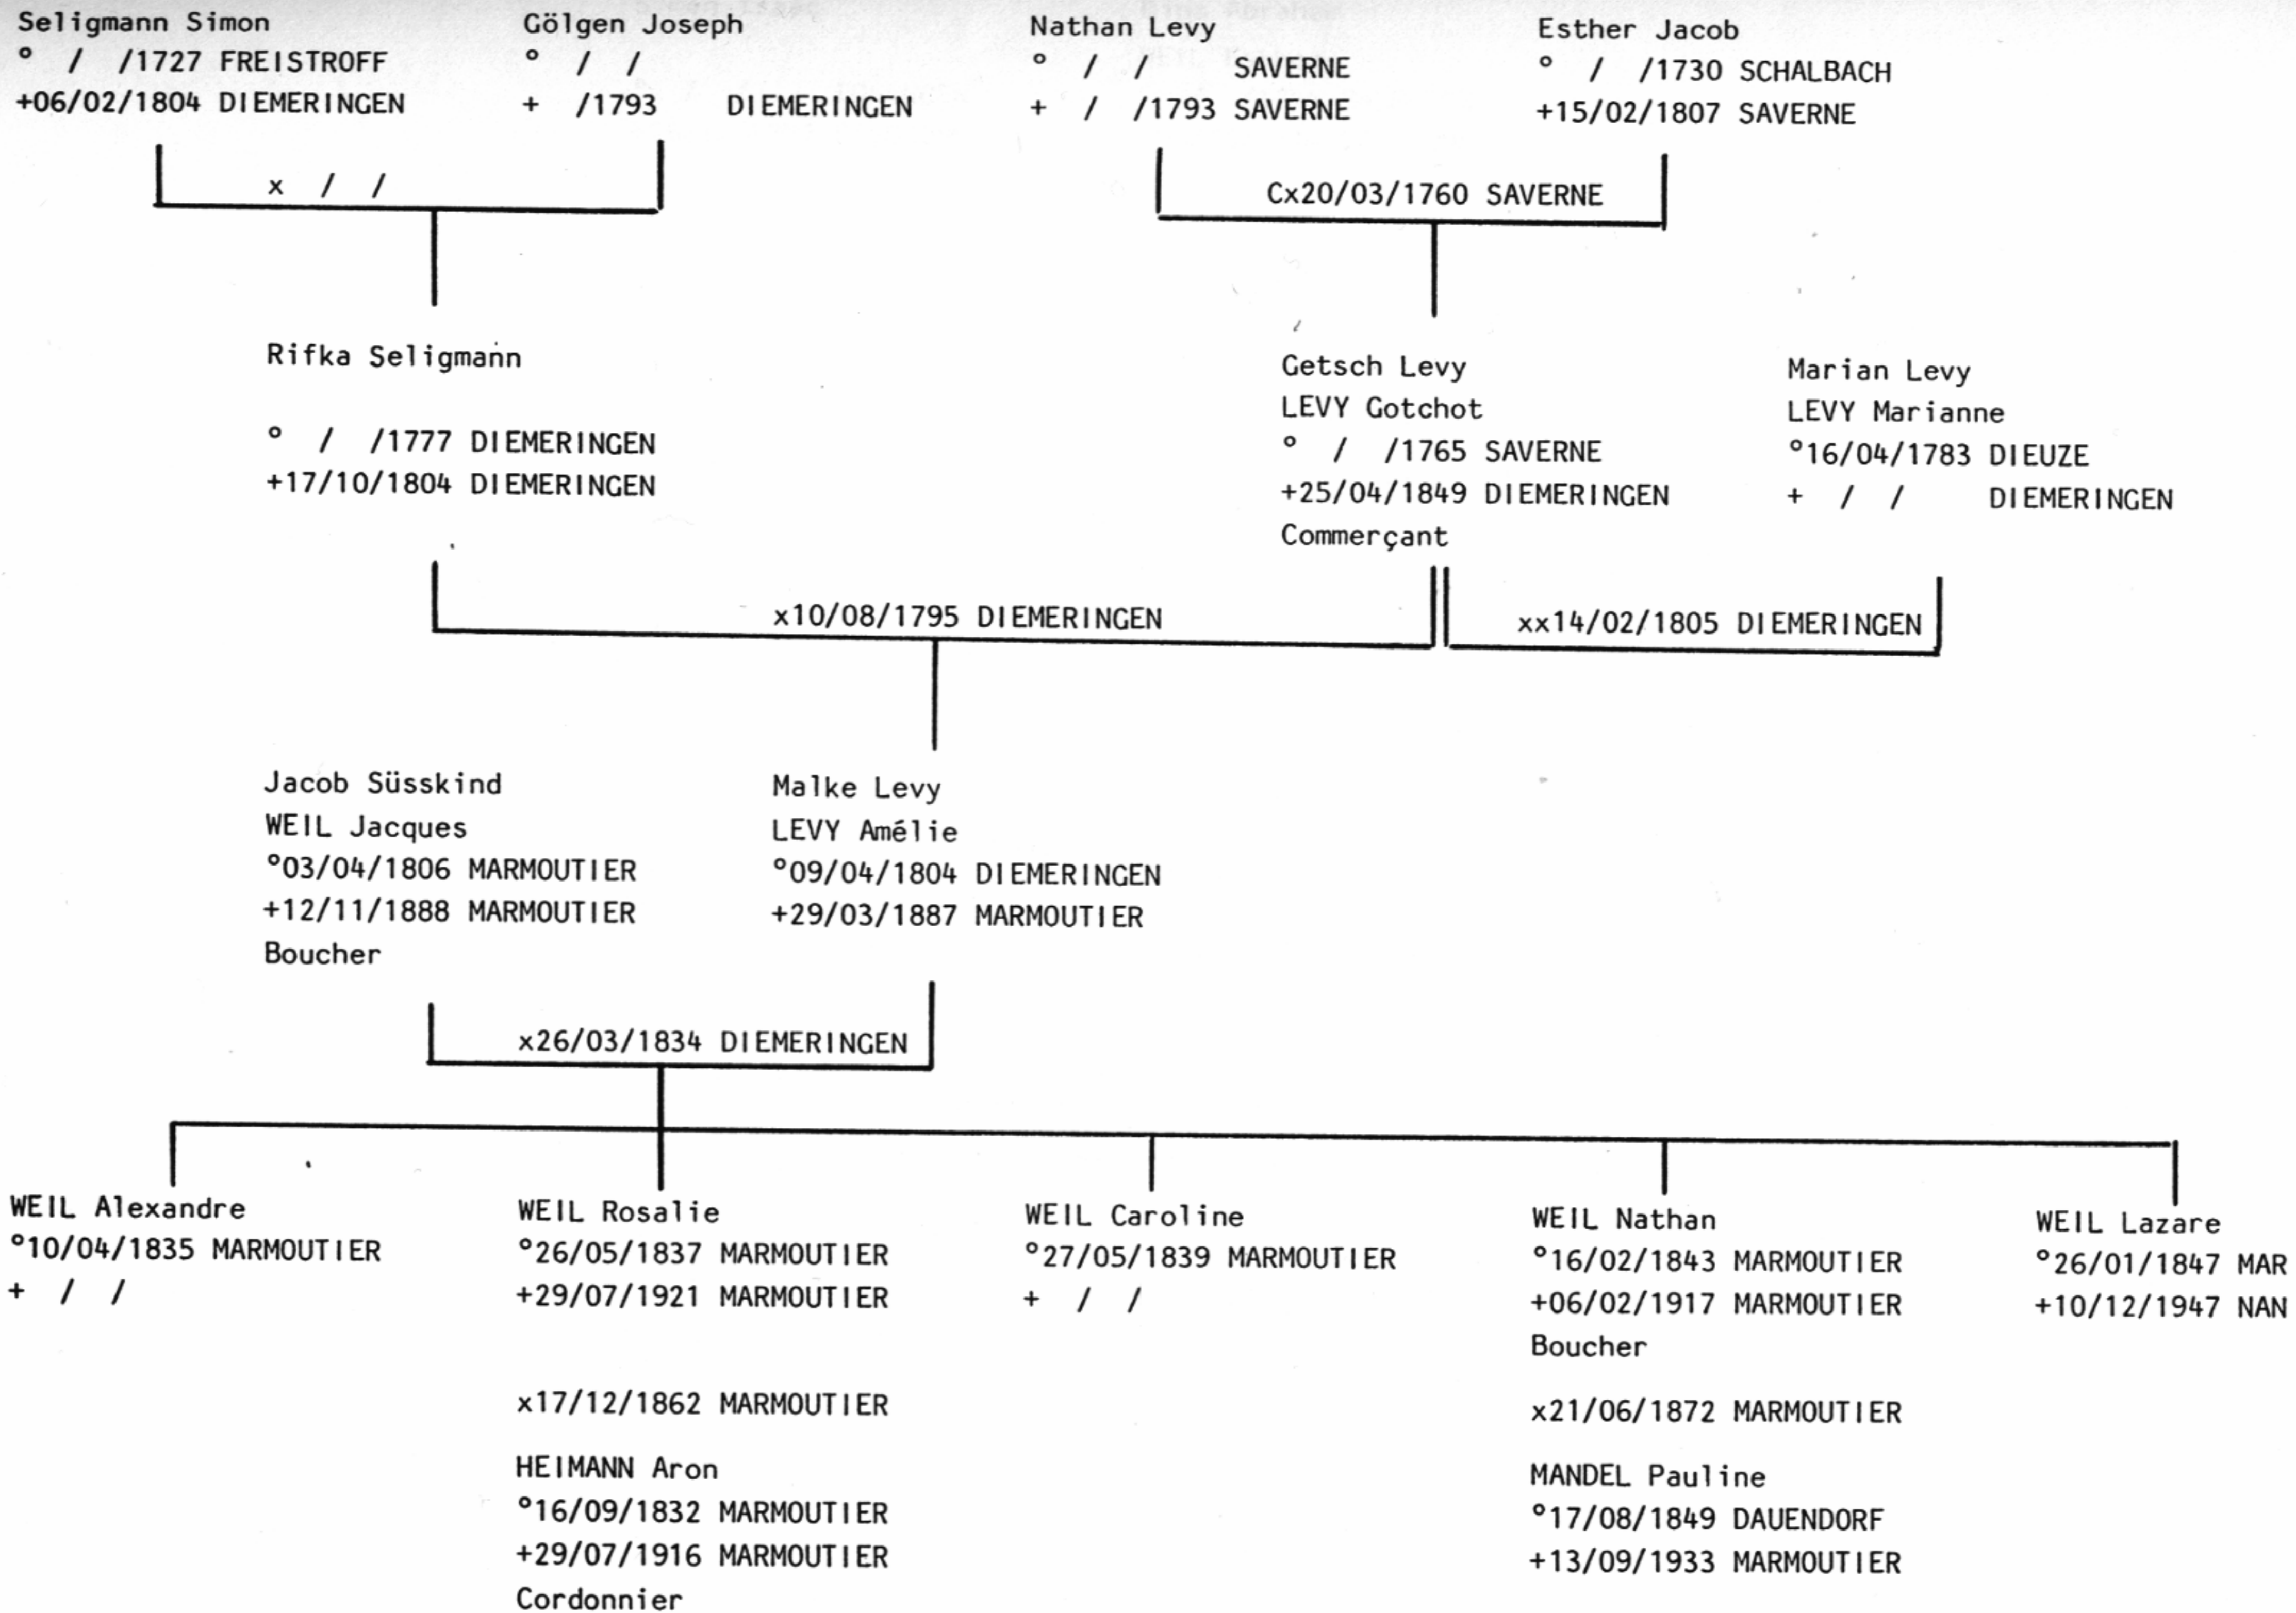 Seligmann Simon
° / /1727 FREISTROFF
+06/02/1804 DIEMERINGEN
Gölgen Joseph
° / /
+ /1793 DIEMERINGEN
Nathan Levy
° / / SAVERNE
+ / /1793 SAVERNE
Esther Jacob
° / /1730 SCHALBACH
+15/02/1807 SAVERNE
x / /
Cx20/03/1760 SAVERNE
Rifka Seligmann
° / /1777 DIEMERINGEN
+17/10/1804 DIEMERINGEN
Getsch Levy
LEVY Gotchot
° / /1765 SAVERNE
+25/04/1849 DIEMERINGEN
Commerçant
Marian Levy
LEVY Marianne
°16/04/1783 DIEUZE
+ / / DIEMERINGEN
x10/08/1795 DIEMERINGEN
xx14/02/1805 DIEMERINGEN
Jacob Süsskind
WEIL Jacques
°03/04/1806 MARMOUTIER
+12/11/1888 MARMOUTIER
Boucher
Malke Levy
LEVY Amélie
°09/04/1804 DIEMERINGEN
+29/03/1887 MARMOUTIER
x26/03/1834 DIEMERINGEN
WEIL Alexandre
°10/04/1835 MARMOUTIER
+ / /
WEIL Rosalie
°26/05/1837 MARMOUTIER
+29/07/1921 MARMOUTIER
x17/12/1862 MARMOUTIER
HEIMANN Aron
°16/09/1832 MARMOUTIER
+29/07/1916 MARMOUTIER
Cordonnier
WEIL Caroline
°27/05/1839 MARMOUTIER
+ / /
WEIL Nathan
°16/02/1843 MARMOUTIER
+06/02/1917 MARMOUTIER
Boucher
x21/06/1872 MARMOUTIER
MANDEL Pauline
°17/08/1849 DAUENDORF
+13/09/1933 MARMOUTIER
WEIL Lazare
°26/01/1847 MAR
+10/12/1947 NAN